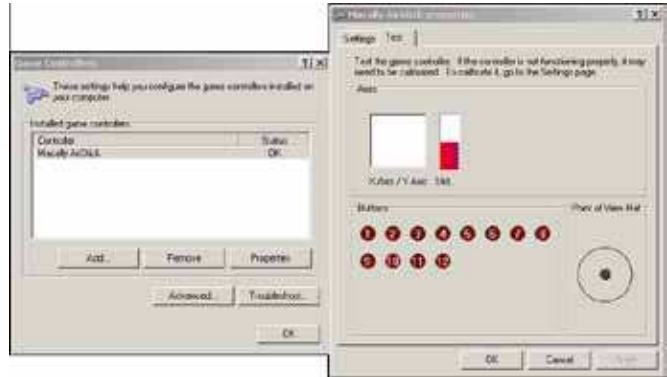 Game Controllers
These settings help you configure the game controllers installed on
your computer.
Installed game controllers
Controller Status
Macally AirStick OK
Add... Remove Properties
Advanced... Troubleshoot...
OK
Macally AirStick properties
Settings Test
Test the game controller. If the controller is not functioning properly, it may
need to be calibrated. To calibrate it, go to the Settings page.
Axes
X Axis / Y Axis
Buttons
Point of View Hat
1 2 3 4 5 6 7 8
9 10 11 12
OK Cancel Apply